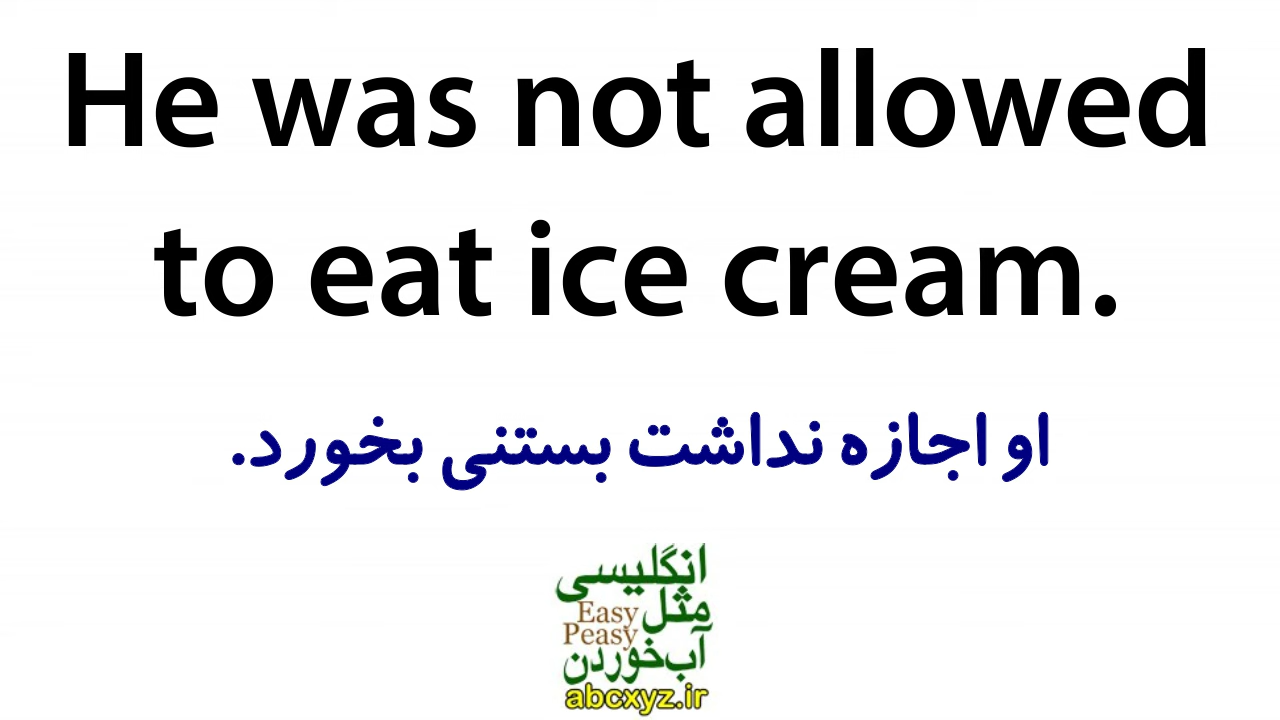 He was not allowed
to eat ice cream.
او اجازه نداشت بستنی بخورد.
انگلیسی
مثل Easy
Peasy
آب خوردن
abcxyz.ir